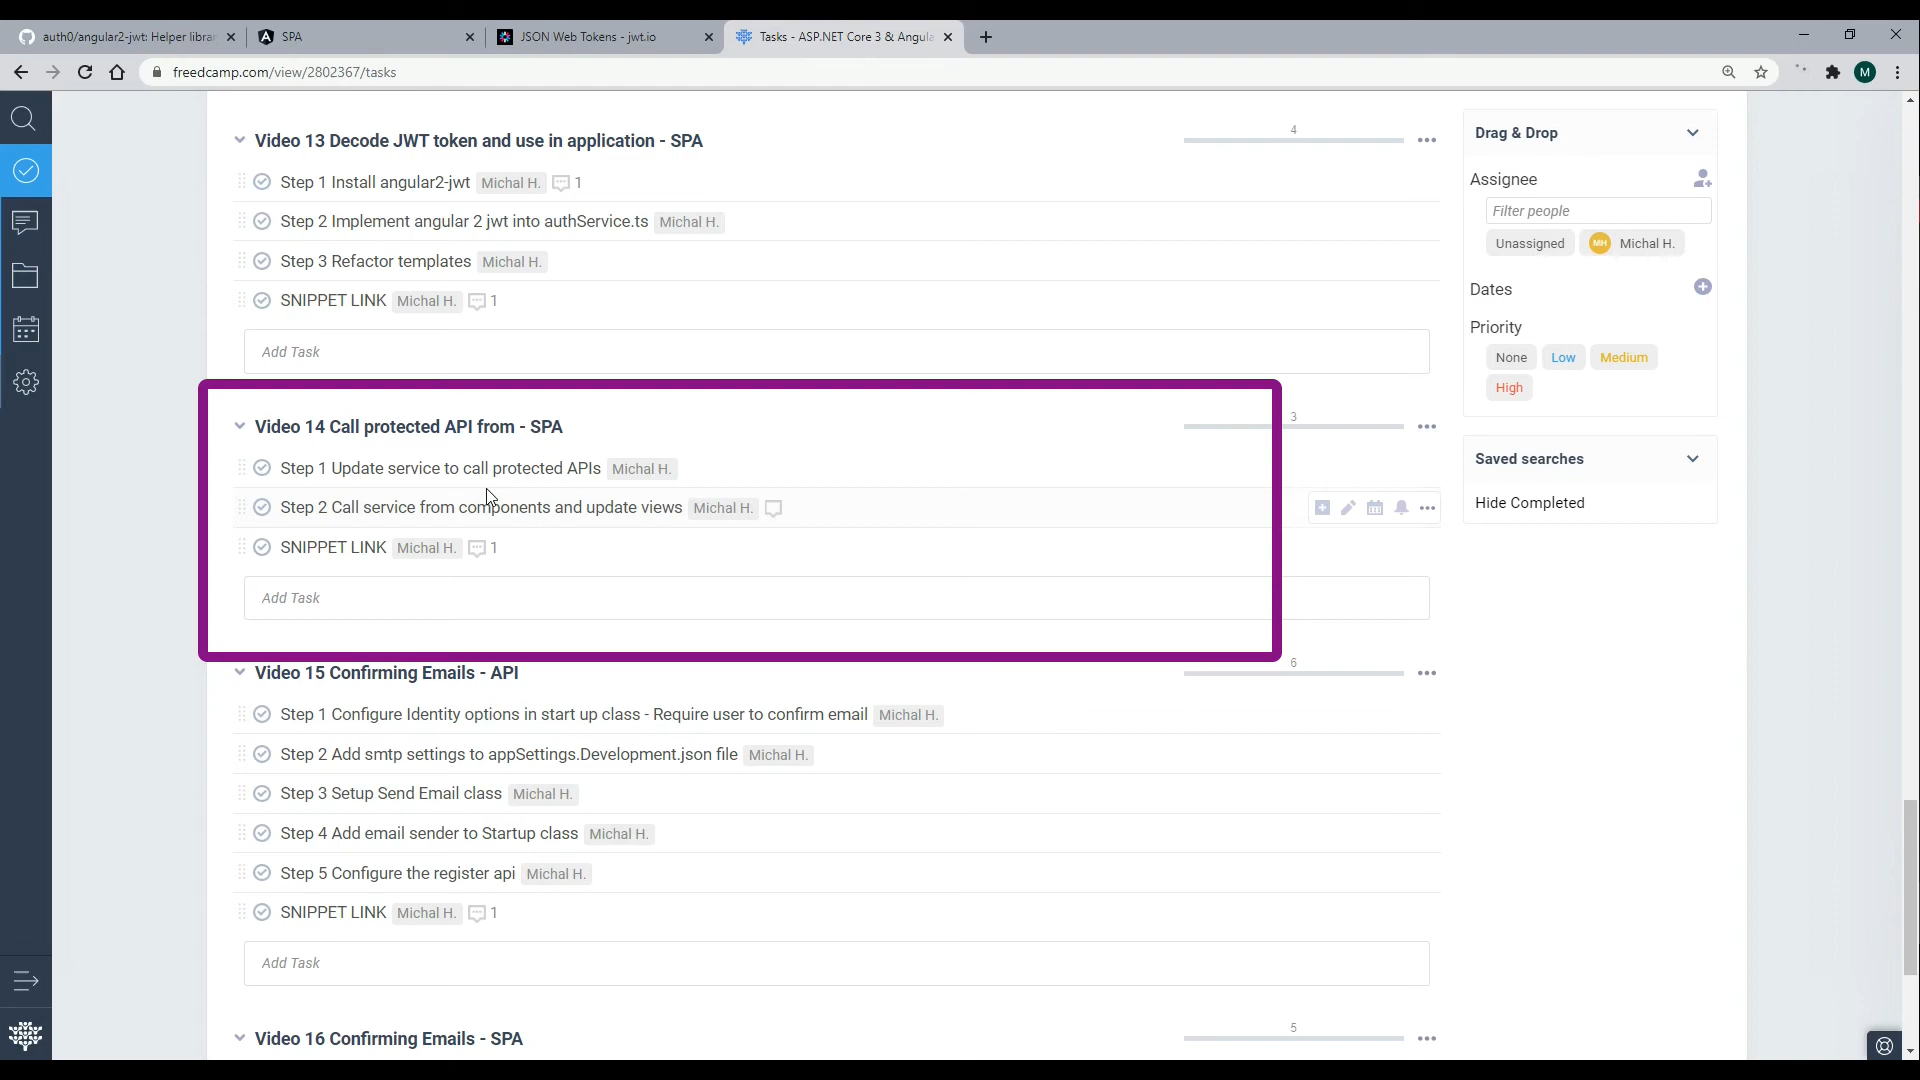 auth0/angular2-jwt: Helper librar
SPA
JSON Web Tokens - jwt.io
Tasks - ASP.NET Core 3 & Angula
freedcamp.com/view/2802367/tasks
M
Video 13 Decode JWT token and use in application - SPA
4
Step 1 Install angular2-jwt Michal H. 1
Step 2 Implement angular 2 jwt into authService.ts Michal H.
Step 3 Refactor templates Michal H.
SNIPPET LINK Michal H. 1
Add Task
Video 14 Call protected API from - SPA
3
Step 1 Update service to call protected APIs Michal H.
Step 2 Call service from components and update views Michal H.
SNIPPET LINK Michal H. 1
Add Task
Video 15 Confirming Emails - API
6
Step 1 Configure Identity options in start up class - Require user to confirm email Michal H.
Step 2 Add smtp settings to appSettings.Development.json file Michal H.
Step 3 Setup Send Email class Michal H.
Step 4 Add email sender to Startup class Michal H.
Step 5 Configure the register api Michal H.
SNIPPET LINK Michal H. 1
Add Task
Video 16 Confirming Emails - SPA
5
Drag & Drop
Assignee
Filter people
Unassigned MH Michal H.
Dates
Priority
None Low Medium
High
Saved searches
Hide Completed